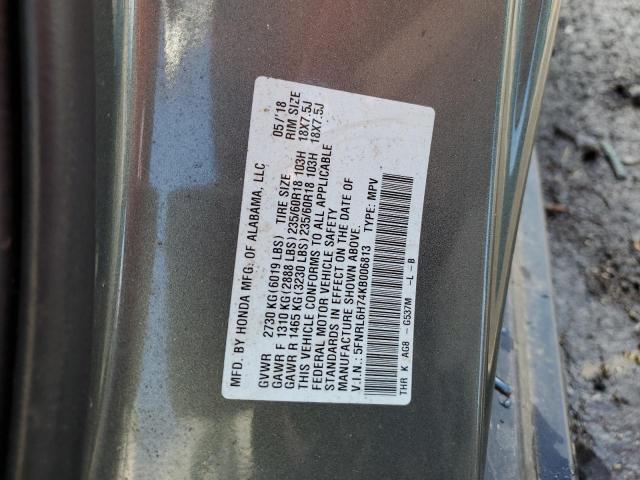 MFD. BY HONDA MFG. OF ALABAMA, LLC 05/'18
GVWR 2730 KG(6019 LBS) TIRE SIZE RIM SIZE
GAWR F 1310 KG(2888 LBS)235/60R18 103H 18X7.5J
GAWR R 1465 KG(3230 LBS)235/60R18 103H 18X7.5J
THIS VEHICLE CONFORMS TO ALL APPLICABLE
FEDERAL MOTOR VEHICLE SAFETY
STANDARDS IN EFFECT ON THE DATE OF
MANUFACTURE SHOWN ABOVE.
V.I.N.: 5FNRL6H74KB006813 TYPE: MPV
THR K AG8 -G537M -L -B